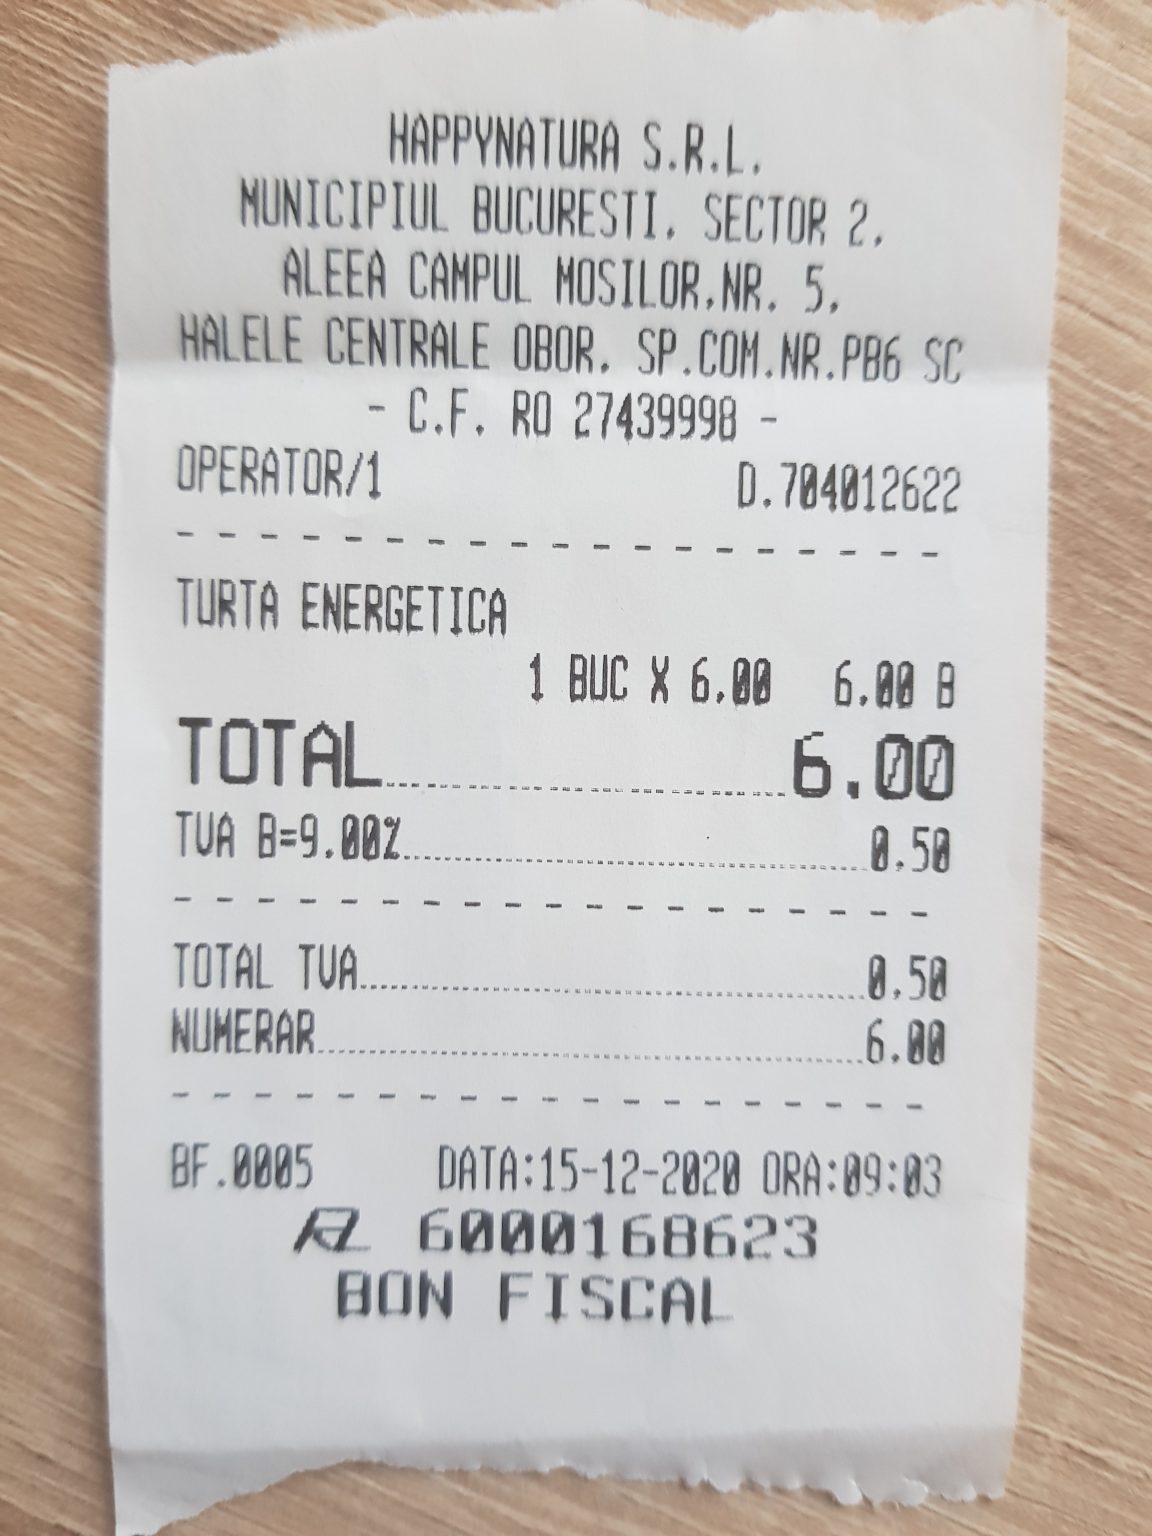 HAPPYNATURA S.R.L.
MUNICIPIUL BUCURESTI, SECTOR 2,
ALEEA CAMPUL MOSILOR,NR. 5,
HALELE CENTRALE OBOR, SP.COM.NR.PB6 SC
- C.F. RO 27439998 -
OPERATOR/1 D.704012622
TURTA ENERGETICA
1 BUC X 6.00 6.00 B
TOTAL 6.00
TVA B=9.00% 0.50
TOTAL TVA 0.50
NUMERAR 6.00
BF.0005 DATA:15-12-2020 ORA:09:03
6000168623
BON FISCAL